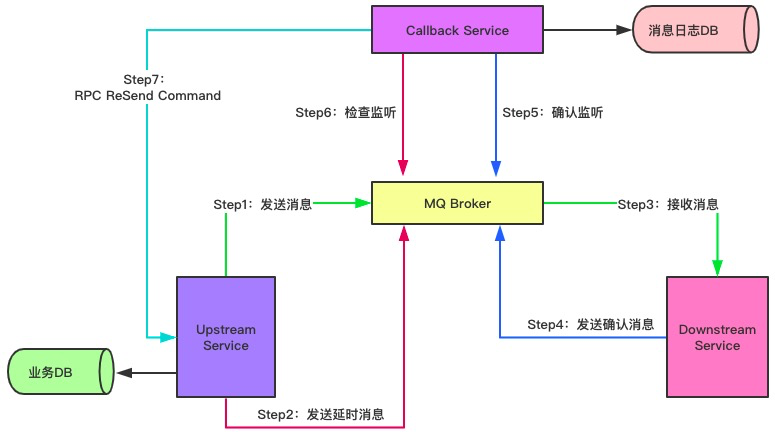 Callback Service
消息日志DB
Step7：
RPC ReSend Command
Step6：检查监听
Step5：确认监听
Step1：发送消息
MQ Broker
Step3：接收消息
Upstream
Service
Step4：发送确认消息
Downstream
Service
业务DB
Step2：发送延时消息